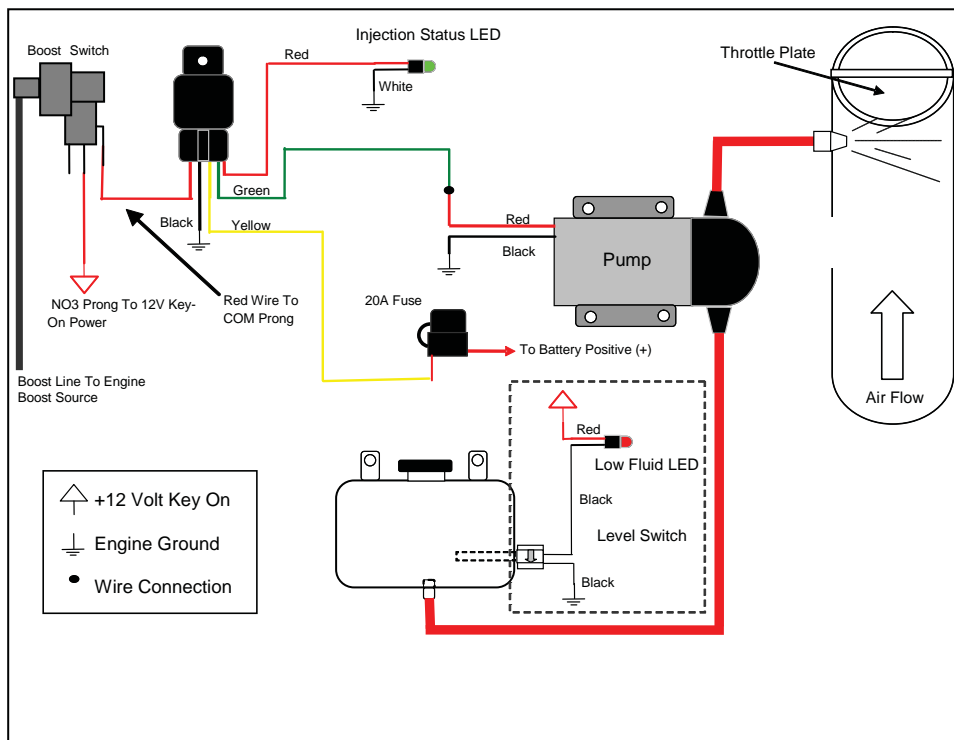 Boost Switch
Injection Status LED
Red
White
Throttle Plate
Green
Black
Yellow
Red
Black
Pump
NO3 Prong To 12V Key-
On Power
Red Wire To
COM Prong
20A Fuse
To Battery Positive (+)
Boost Line To Engine
Boost Source
Air Flow
Red
Low Fluid LED
Black
Level Switch
Black
+12 Volt Key On
Engine Ground
Wire Connection